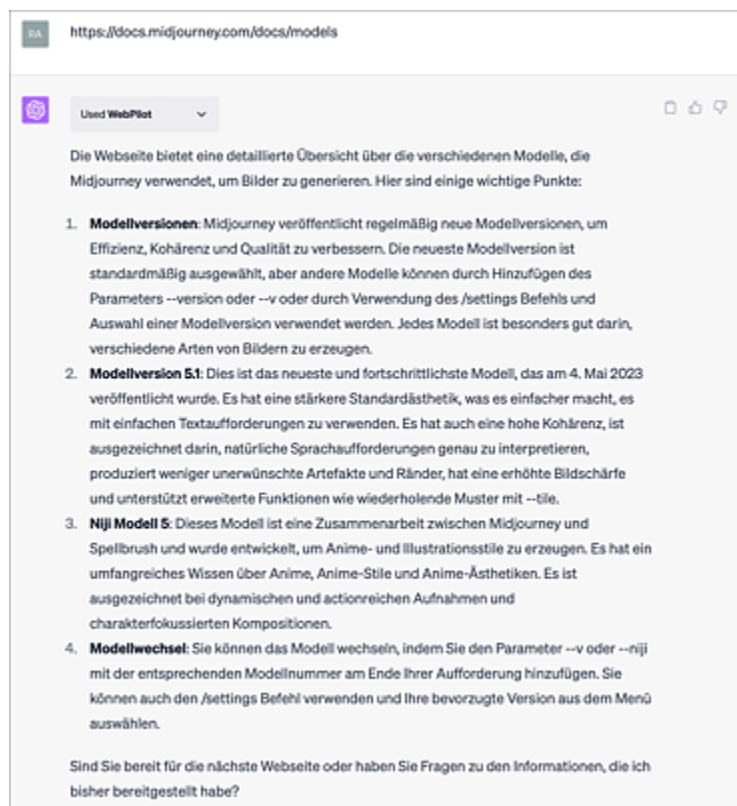 RA
https://docs.midjourney.com/docs/models
Used WebPilot
Die Webseite bietet eine detaillierte Übersicht über die verschiedenen Modelle, die
Midjourney verwendet, um Bilder zu generieren. Hier sind einige wichtige Punkte:
1. Modellversionen: Midjourney veröffentlicht regelmäßig neue Modellversionen, um
Effizienz, Kohärenz und Qualität zu verbessern. Die neueste Modellversion ist
standardmäßig ausgewählt, aber andere Modelle können durch Hinzufügen des
Parameters --version oder --v oder durch Verwendung des /settings Befehls und
Auswahl einer Modellversion verwendet werden. Jedes Modell ist besonders gut darin,
verschiedene Arten von Bildern zu erzeugen.
2. Modellversion 5.1: Dies ist das neueste und fortschrittlichste Modell, das am 4. Mai 2023
veröffentlicht wurde. Es hat eine stärkere Standardästhetik, was es einfacher macht, es
mit einfachen Textaufforderungen zu verwenden. Es hat auch eine hohe Kohärenz, ist
ausgezeichnet darin, natürliche Sprachaufforderungen genau zu interpretieren,
produziert weniger unerwünschte Artefakte und Ränder, hat eine erhöhte Bildschärfe
und unterstützt erweiterte Funktionen wie wiederholende Muster mit --tile.
3. Niji Modell 5: Dieses Modell ist eine Zusammenarbeit zwischen Midjourney und
Spellbrush und wurde entwickelt, um Anime- und Illustrationsstile zu erzeugen. Es hat ein
umfangreiches Wissen über Anime, Anime-Stile und Anime-Ästhetiken. Es ist
ausgezeichnet bei dynamischen und actionreichen Aufnahmen und
charakterfokussierten Kompositionen.
4. Modellwechsel: Sie können das Modell wechseln, indem Sie den Parameter --v oder --niji
mit der entsprechenden Modellnummer am Ende Ihrer Aufforderung hinzufügen. Sie
können auch den /settings Befehl verwenden und Ihre bevorzugte Version aus dem Menü
auswählen.
Sind Sie bereit für die nächste Webseite oder haben Sie Fragen zu den Informationen, die ich
bisher bereitgestellt habe?